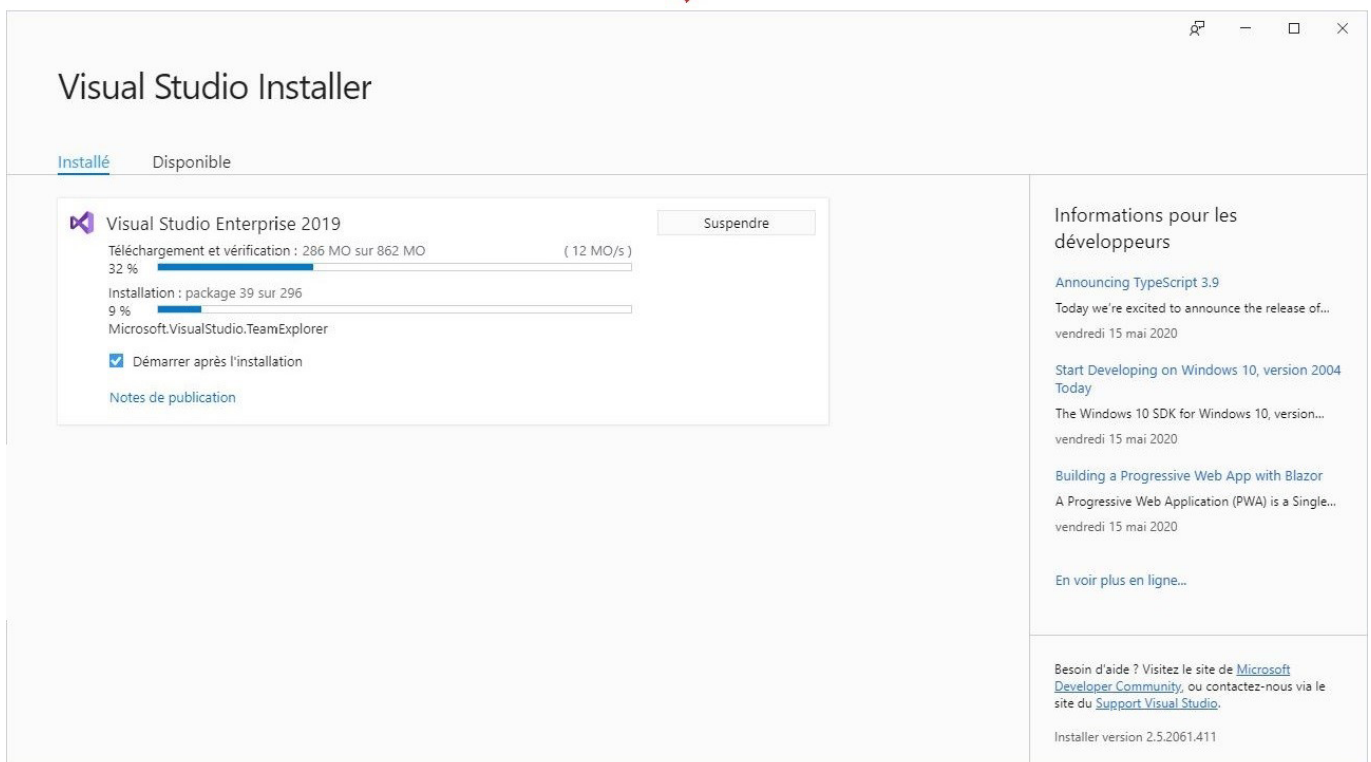 Visual Studio Installer
Installé
Disponible
Visual Studio Enterprise 2019
Suspendre
Téléchargement et vérification : 286 MO sur 862 MO
( 12 MO/s )
32 %
Installation : package 39 sur 296
9 %
Microsoft.VisualStudio.TeamExplorer
Démarrer après l'installation
Notes de publication
Informations pour les
développeurs
Announcing TypeScript 3.9
Today we're excited to announce the release of...
vendredi 15 mai 2020
Start Developing on Windows 10, version 2004
Today
The Windows 10 SDK for Windows 10, version...
vendredi 15 mai 2020
Building a Progressive Web App with Blazor
A Progressive Web Application (PWA) is a Single...
vendredi 15 mai 2020
En voir plus en ligne...
Besoin d'aide ? Visitez le site de Microsoft
Developer Community, ou contactez-nous via le
site du Support Visual Studio.
Installer version 2.5.2061.411